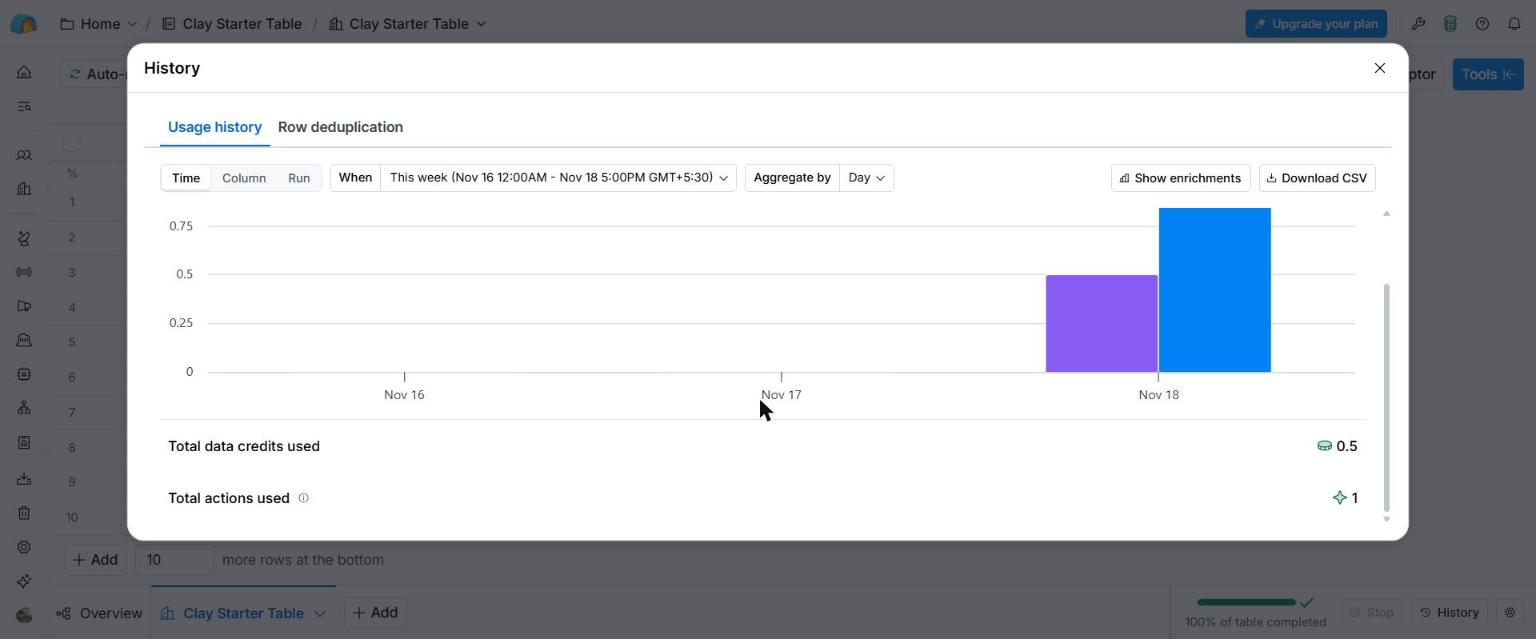 Home / Clay Starter Table / Clay Starter Table
Upgrade your plan
Auto-
ptor
Tools
History
Usage history Row deduplication
Time Column Run When This week (Nov 16 12:00AM - Nov 18 5:00PM GMT+5:30) Aggregate by Day Show enrichments Download CSV
%
1
2
3
4
5
6
7
8
9
10
0.75
0.5
0.25
0
Nov 16 Nov 17 Nov 18
Total data credits used 0.5
Total actions used 1
+ Add 10 more rows at the bottom
Overview Clay Starter Table + Add
100% of table completed
Stop
History